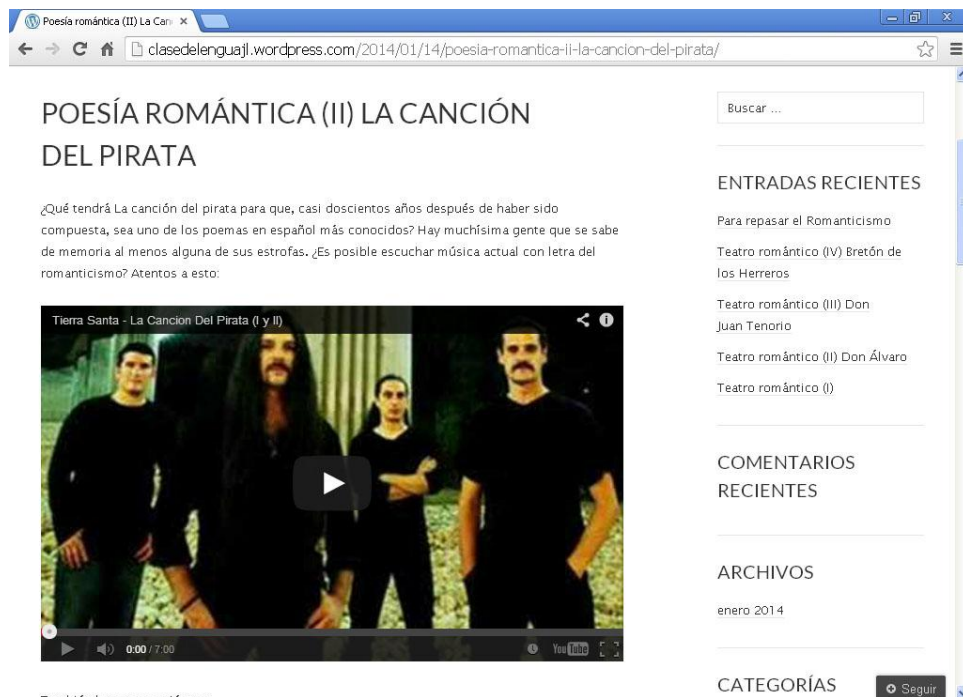 Poesía romántica (II) La Can
clasedelenguajl.wordpress.com/2014/01/14/poesia-romantica-ii-la-cancion-del-pirata/
POESÍA ROMÁNTICA (II) LA CANCIÓN
DEL PIRATA
¿Qué tendrá La canción del pirata para que, casi doscientos años después de haber sido
compuesta, sea uno de los poemas en español más conocidos? Hay muchísima gente que se sabe
de memoria al menos alguna de sus estrofas. ¿Es posible escuchar música actual con letra del
romanticismo? Atentos a esto:
Tierra Santa - La Cancion Del Pirata (I y II)
0:00 / 7:00
YouTube
Buscar ...
ENTRADAS RECIENTES
Para repasar el Romanticismo
Teatro romántico (IV) Bretón de
los Herreros
Teatro romántico (III) Don
Juan Tenorio
Teatro romántico (II) Don Álvaro
Teatro romántico (I)
COMENTARIOS
RECIENTES
ARCHIVOS
enero 2014
CATEGORÍAS
Seguir